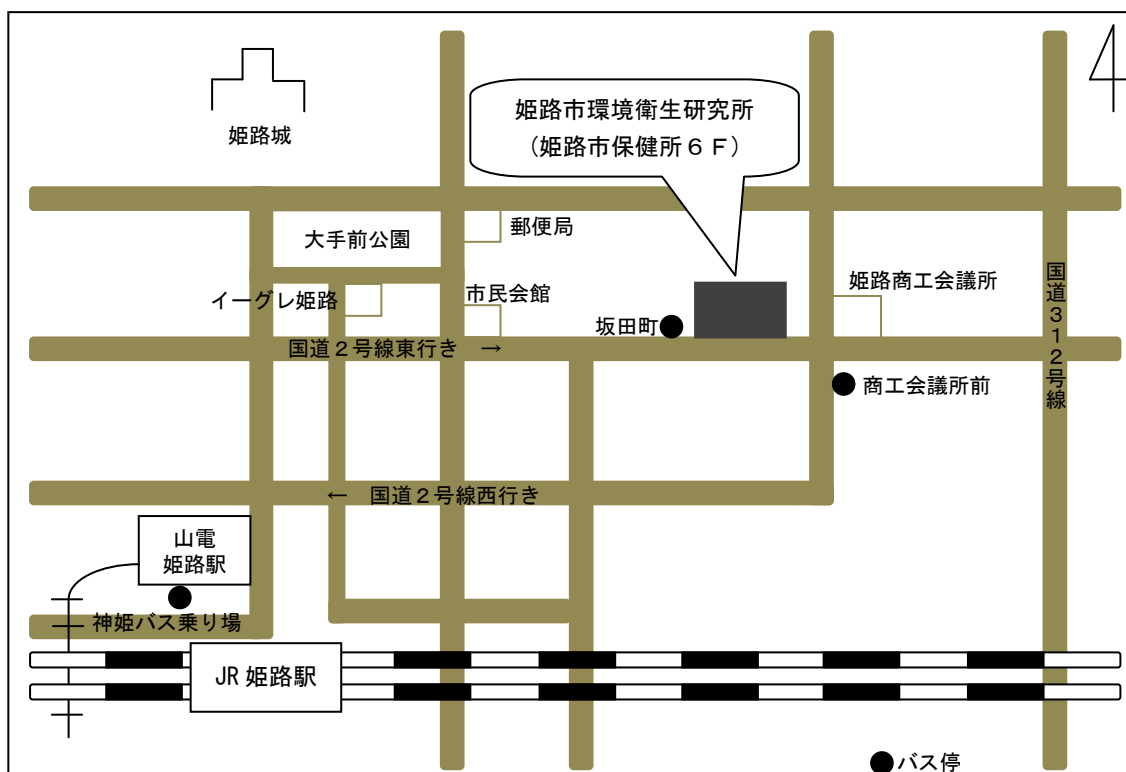 姫路市環境衛生研究所
（姫路市保健所６Ｆ）
姫路城
郵便局
大手前公園
国道３１２号線
姫路商工会議所
市民会館
イーグレ姫路
坂田町
国道２号線東行き →
商工会議所前
← 国道２号線西行き
山電
姫路駅
神姫バス乗り場
JR 姫路駅
バス停